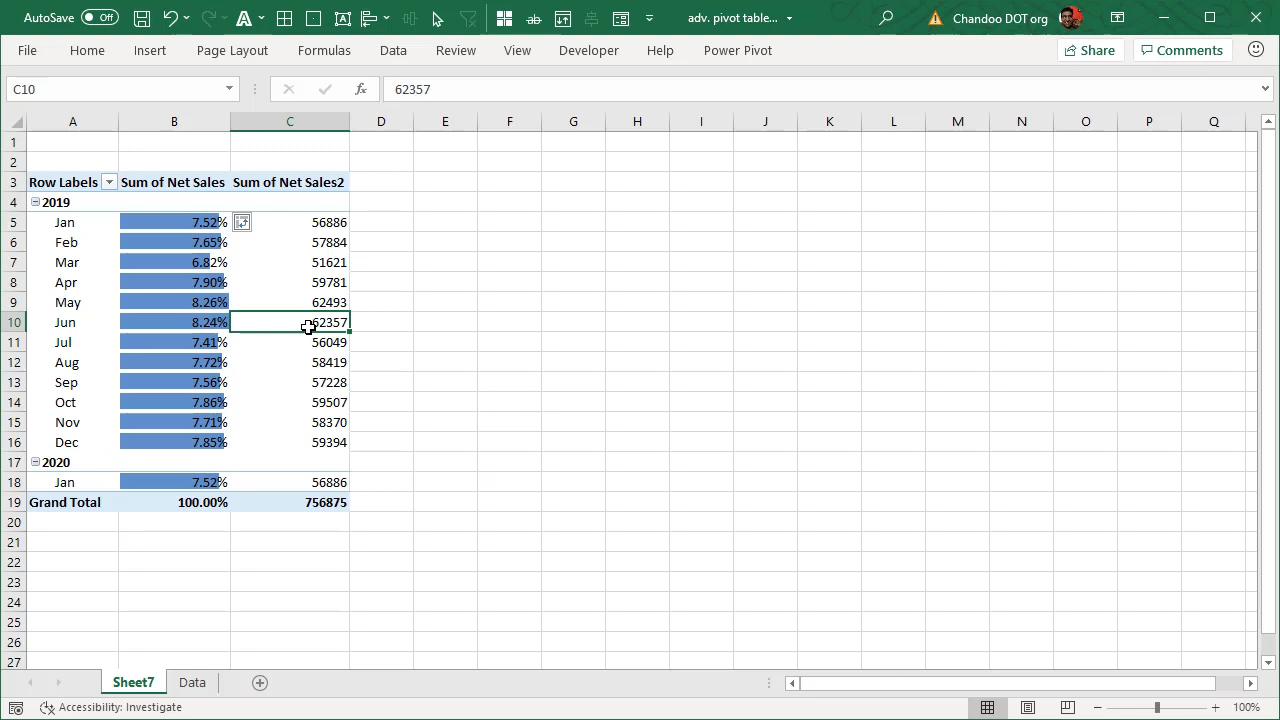 AutoSave Off adv. pivot table... Chandoo DOT org
File Home Insert Page Layout Formulas Data Review View Developer Help Power Pivot Share Comments
C10 fx 62357
A B C D E F G H I J K L M N O P Q
1
2
3 Row Labels Sum of Net Sales Sum of Net Sales2
4 2019
5 Jan 7.52% 56886
6 Feb 7.65% 57884
7 Mar 6.82% 51621
8 Apr 7.90% 59781
9 May 8.26% 62493
10 Jun 8.24% 62357
11 Jul 7.41% 56049
12 Aug 7.72% 58419
13 Sep 7.56% 57228
14 Oct 7.86% 59507
15 Nov 7.71% 58370
16 Dec 7.85% 59394
17 2020
18 Jan 7.52% 56886
19 Grand Total 100.00% 756875
20
21
22
23
24
25
26
27
Sheet7 Data
Accessibility: Investigate 100%